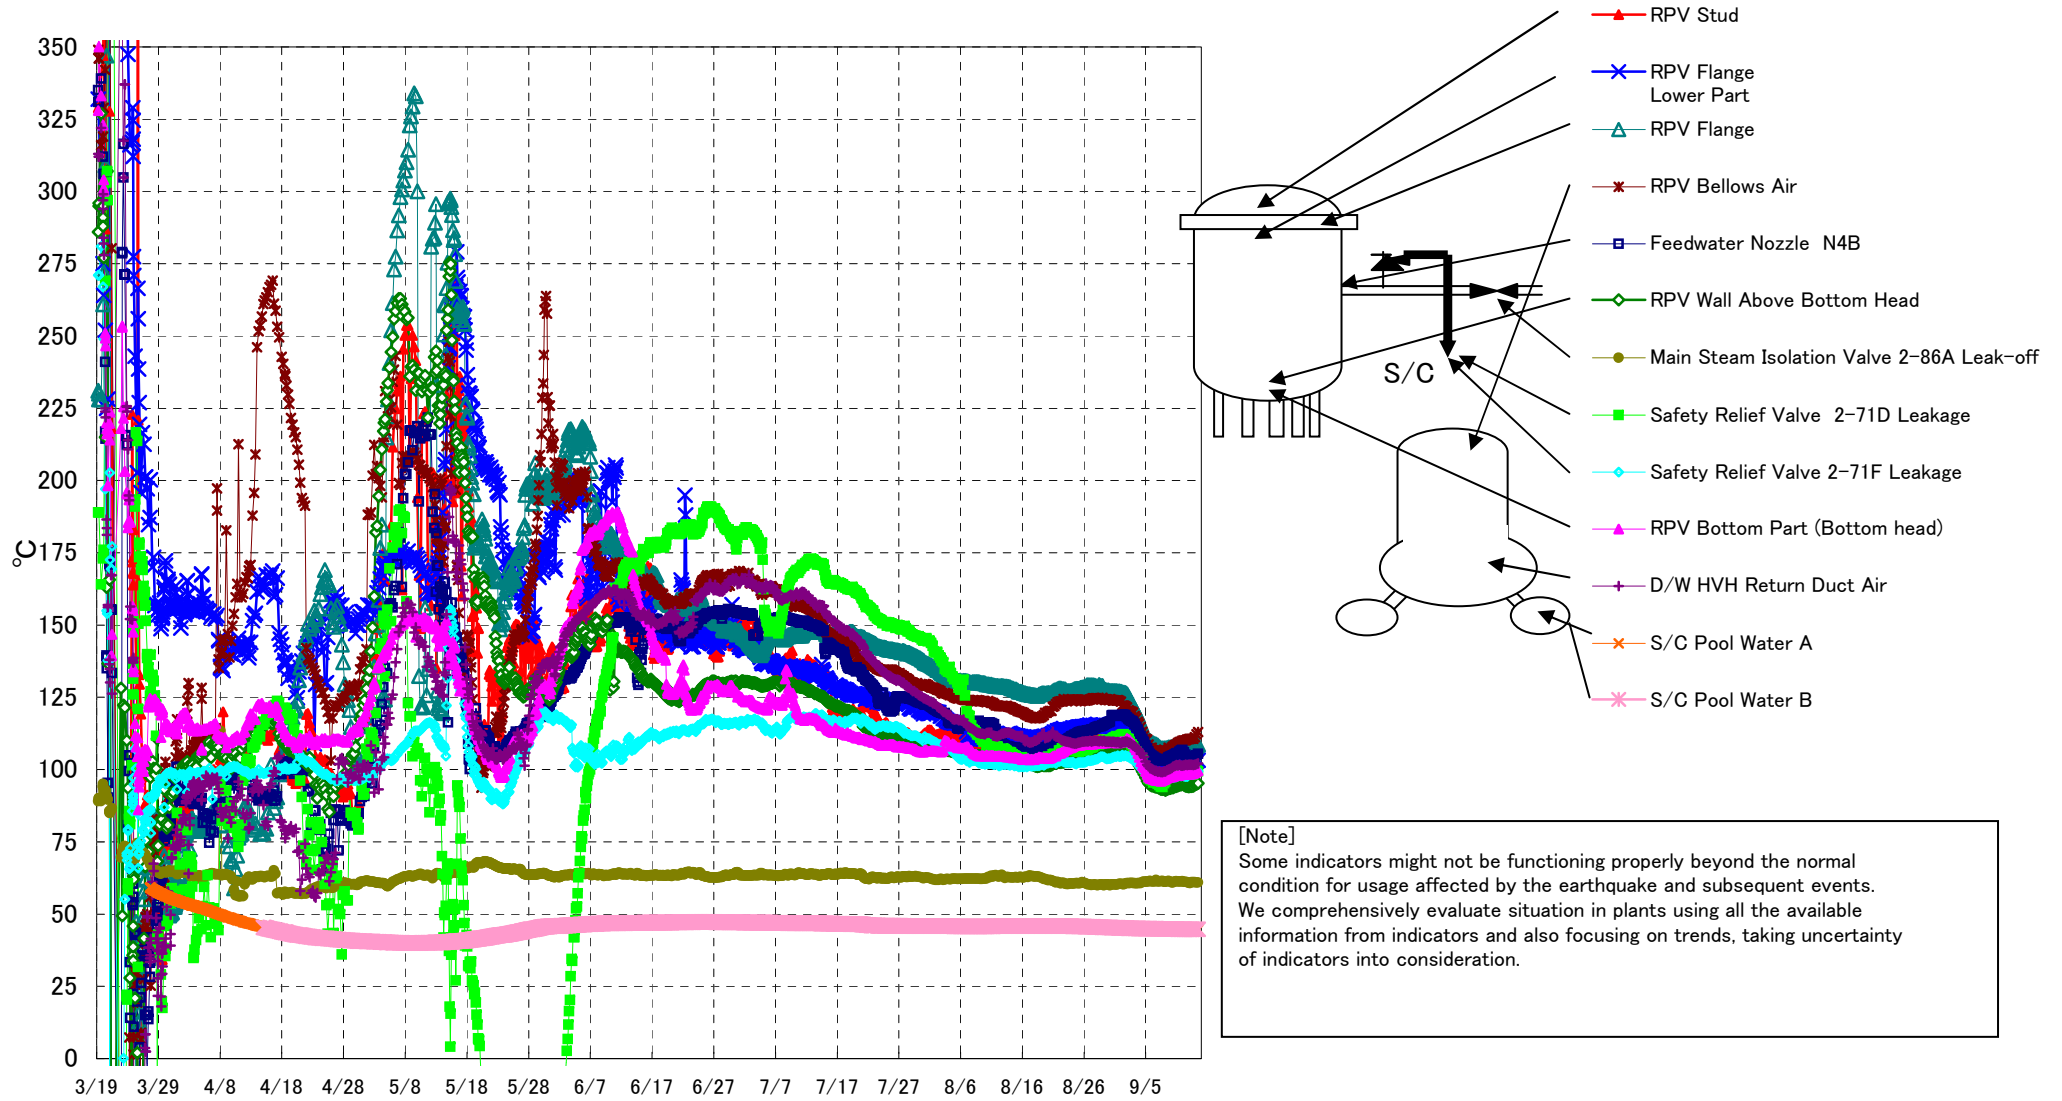 350
325
300
275
250
225
200
175
150
125
100
75
50
25
0
℃
3/19 3/29 4/8 4/18 4/28 5/8 5/18 5/28 6/7 6/17 6/27 7/7 7/17 7/27 8/6 8/16 8/26 9/5
RPV Stud
RPV Flange
Lower Part
RPV Flange
RPV Bellows Air
Feedwater Nozzle N4B
RPV Wall Above Bottom Head
Main Steam Isolation Valve 2-86A Leak-off
Safety Relief Valve 2-71D Leakage
Safety Relief Valve 2-71F Leakage
RPV Bottom Part (Bottom head)
D/W HVH Return Duct Air
S/C Pool Water A
S/C Pool Water B
S/C
[Note]
Some indicators might not be functioning properly beyond the normal
condition for usage affected by the earthquake and subsequent events.
We comprehensively evaluate situation in plants using all the available
information from indicators and also focusing on trends, taking uncertainty
of indicators into consideration.